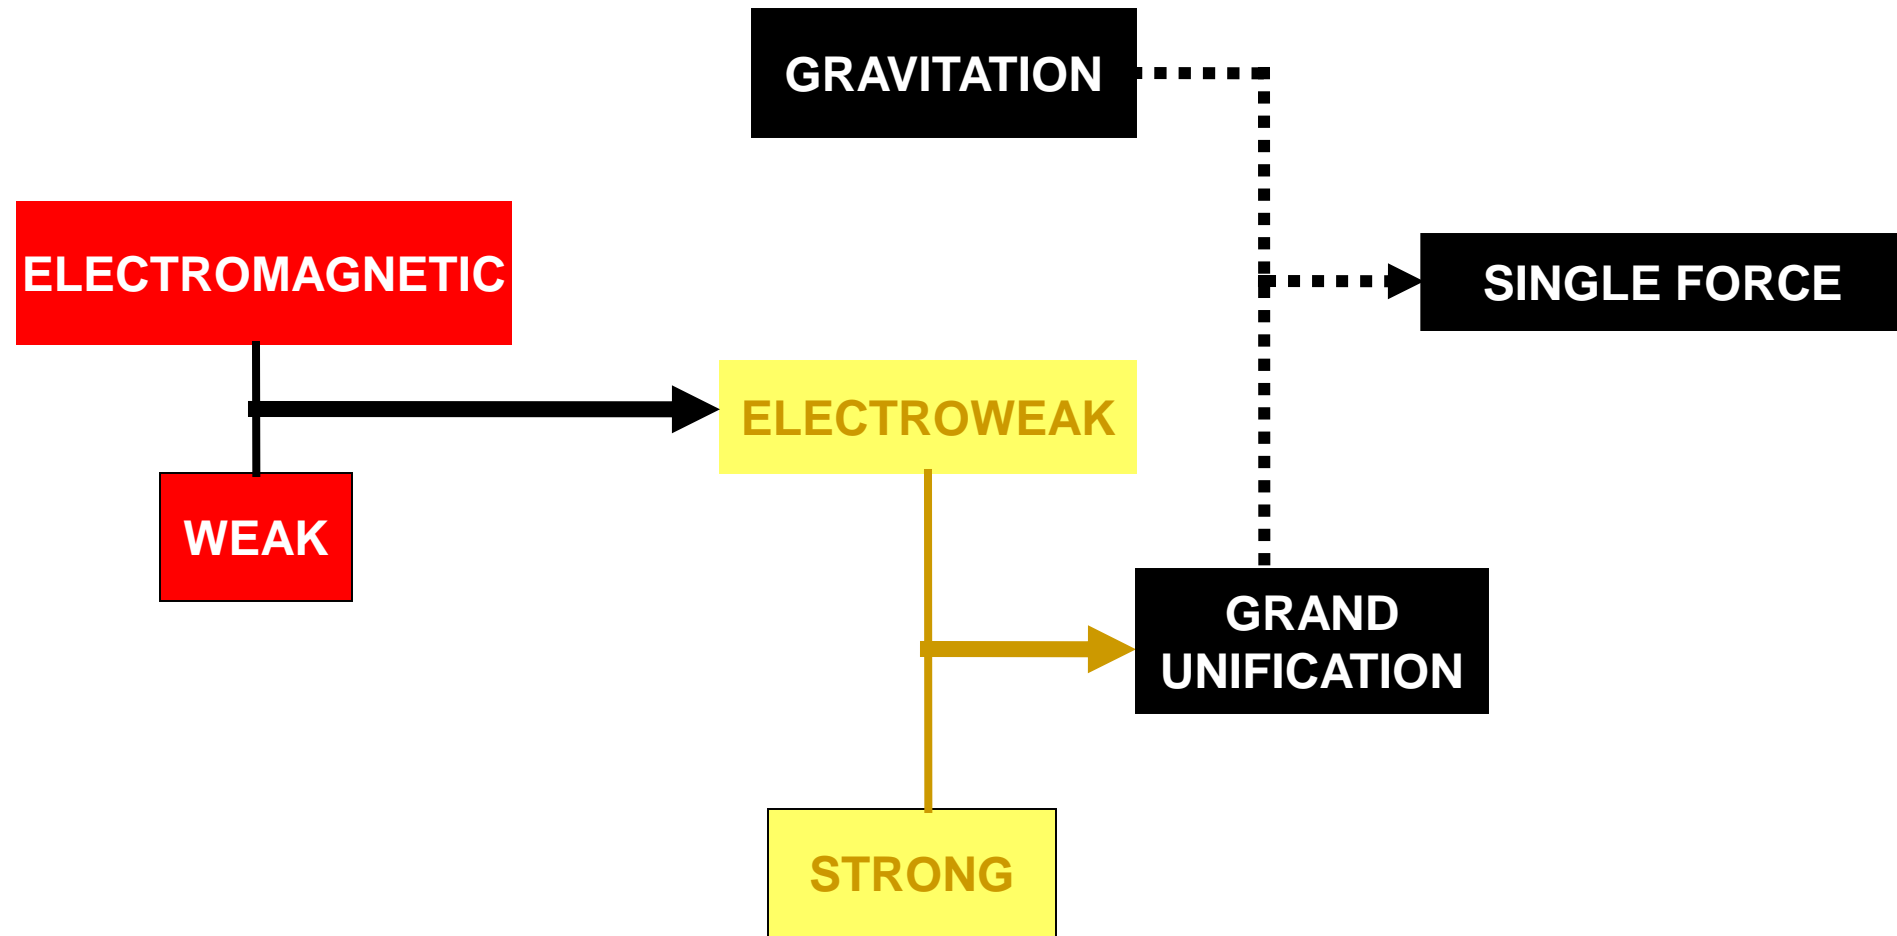 GRAVITATION
ELECTROMAGNETIC
SINGLE FORCE
ELECTROWEAK
WEAK
GRAND
UNIFICATION
STRONG